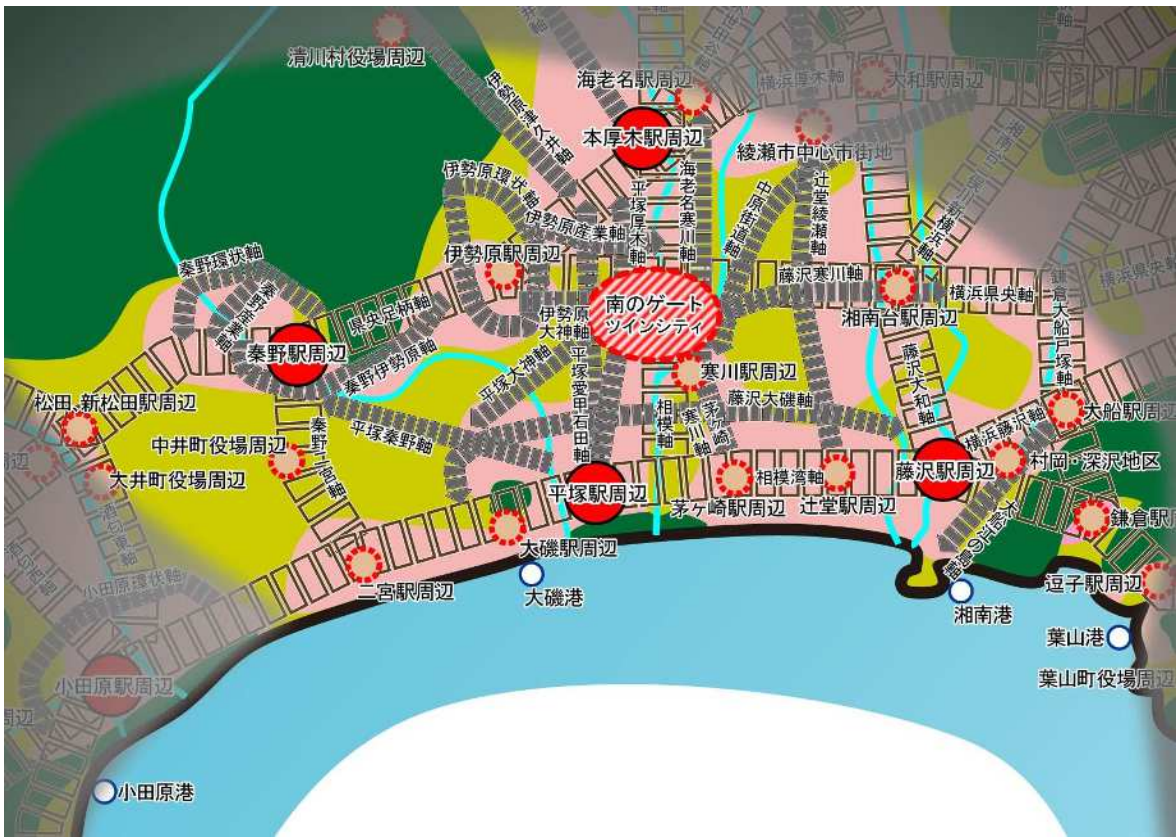 清川村役場周辺
海老名駅周辺
横浜厚木軸
大和駅周辺
伊勢原津久井軸
本厚木駅周辺
綾瀬市中心市街地
伊勢原環状軸
伊勢原産業軸
平塚厚木軸
海老名寒川軸
中原街道軸
辻堂綾瀬軸
横浜軸
秦野環状軸
伊勢原駅周辺
藤沢寒川軸
横浜県央軸
鎌倉大船戸塚軸
秦野産業軸
県央足柄軸
伊勢原
大神軸
南のゲート
ツインシティ
湘南台駅周辺
秦野駅周辺
秦野伊勢原軸
平塚大神軸
平塚愛甲石田軸
寒川駅周辺
藤沢大和軸
松田、新松田駅周辺
平塚秦野軸
相模軸
茅ヶ崎
寒川軸
藤沢大磯軸
横浜藤沢軸
大船駅周
中井町役場周辺
秦野二宮軸
大井町役場周辺
平塚駅周辺
茅ヶ崎駅周辺
相模湾軸
辻堂駅周辺
藤沢駅周辺
村岡・深沢地区
酒匂東軸
大磯駅周辺
鎌倉駅
小田原環状軸
二宮駅周辺
大磯港
湘南港
逗子駅周辺
葉山港
小田原駅周辺
葉山町役場周辺
小田原港